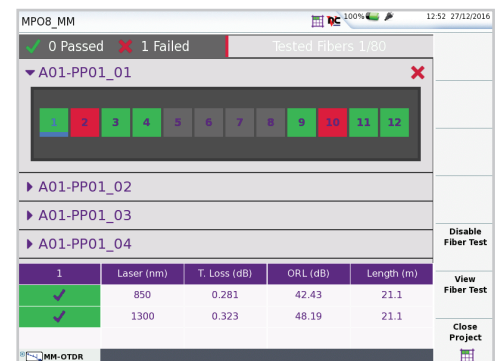 MPO8_MM
100%
12:52 27/12/2016
0 Passed 1 Failed
Tested Fibers 1/80
A01-PP01_01
1 2 3 4 5 6 7 8 9 10 11 12
A01-PP01_02
A01-PP01_03
A01-PP01_04
Disable
Fiber Test
View
Fiber Test
Close
Project
1 Laser (nm) T. Loss (dB) ORL (dB) Length (m)
850 0.281 42.43 21.1
1300 0.323 48.19 21.1
MM-OTDR